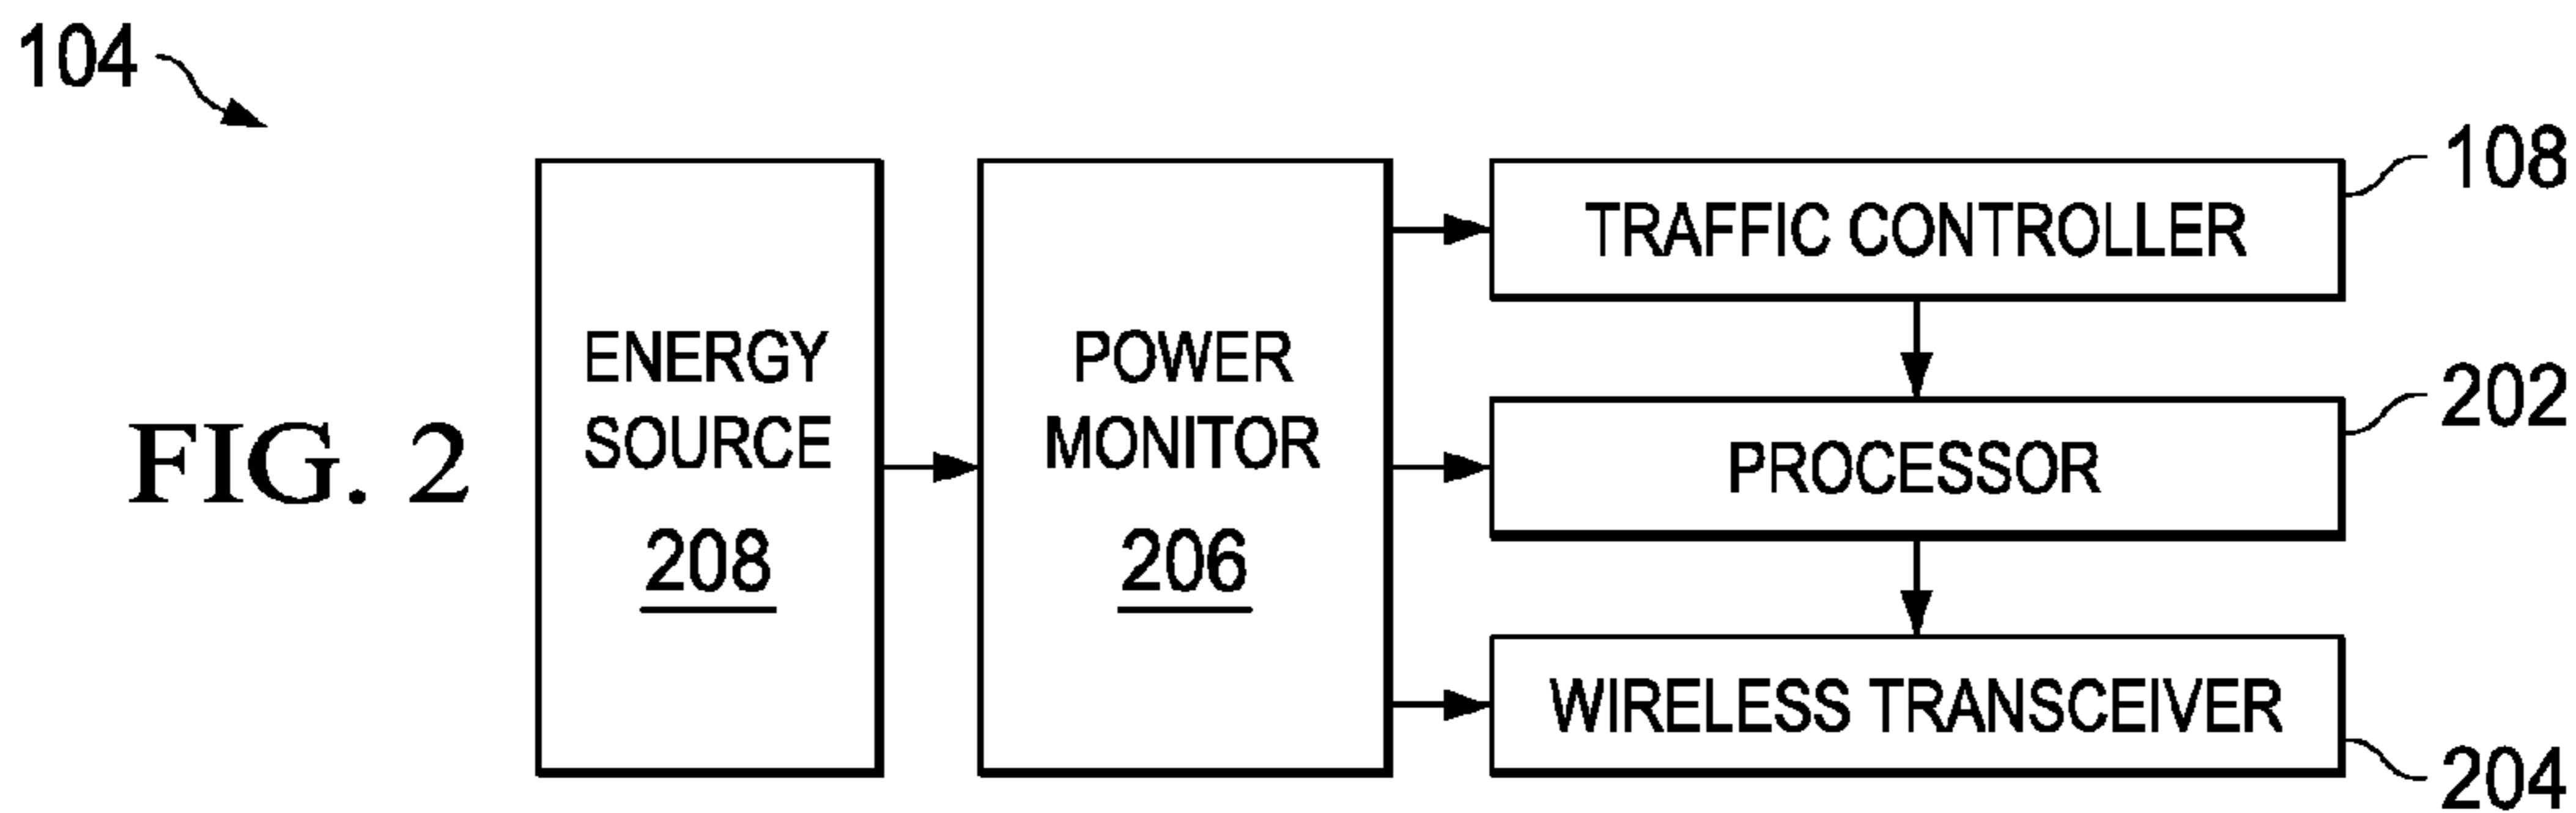 104
108
TRAFFIC CONTROLLER
ENERGY
SOURCE
208
POWER
MONITOR
206
202
PROCESSOR
FIG. 2
WIRELESS TRANSCEIVER
204